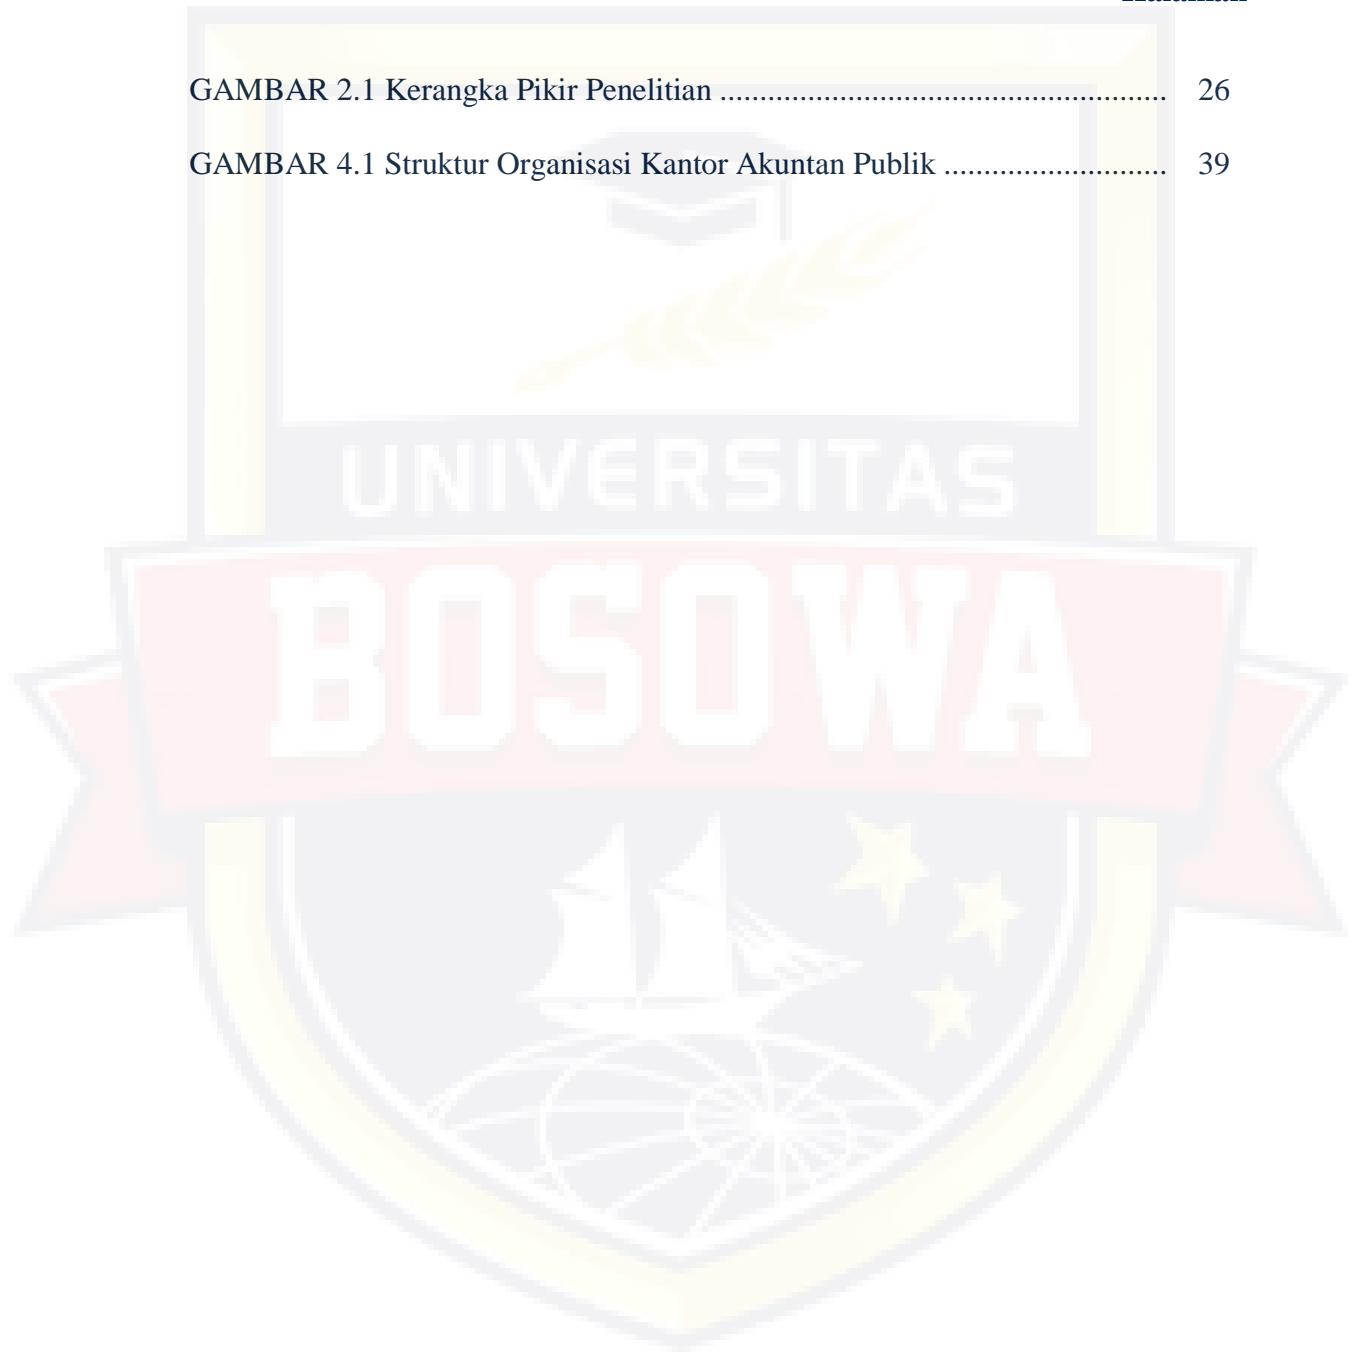 GAMBAR 2.1 Kerangka Pikir Penelitian ........................................................ 26
GAMBAR 4.1 Struktur Organisasi Kantor Akuntan Publik ............................ 39
UNIVERSITAS
BOSOWA